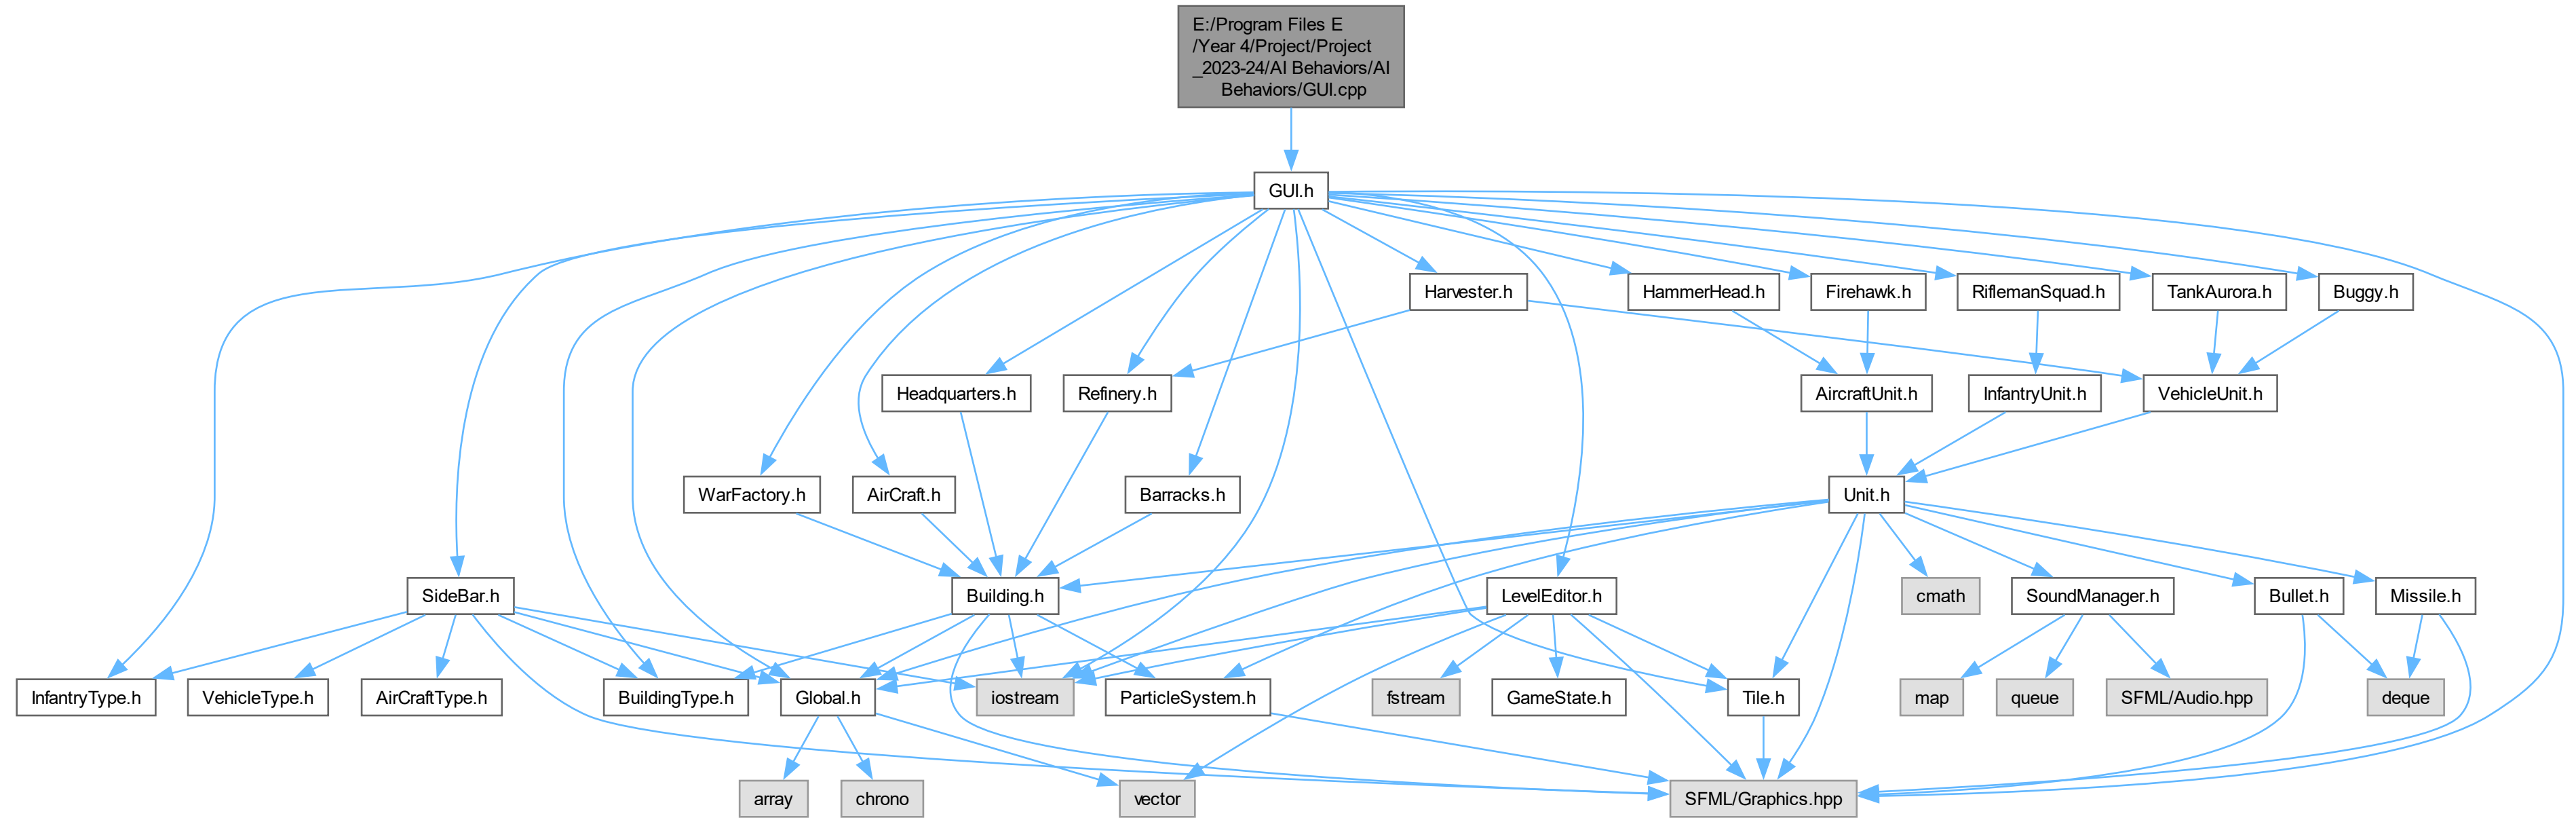 E:/Program Files E
/Year 4/Project/Project
_2023-24/AI Behaviors/AI
Behaviors/GUI.cpp
GUI.h
Harvester.h
HammerHead.h
Firehawk.h
RiflemanSquad.h
TankAurora.h
Buggy.h
Headquarters.h
Refinery.h
AircraftUnit.h
InfantryUnit.h
VehicleUnit.h
WarFactory.h
AirCraft.h
Barracks.h
Unit.h
SideBar.h
Building.h
LevelEditor.h
cmath
SoundManager.h
Bullet.h
Missile.h
InfantryType.h
VehicleType.h
AirCraftType.h
BuildingType.h
Global.h
iostream
ParticleSystem.h
fstream
GameState.h
Tile.h
map
queue
SFML/Audio.hpp
deque
array
chrono
vector
SFML/Graphics.hpp